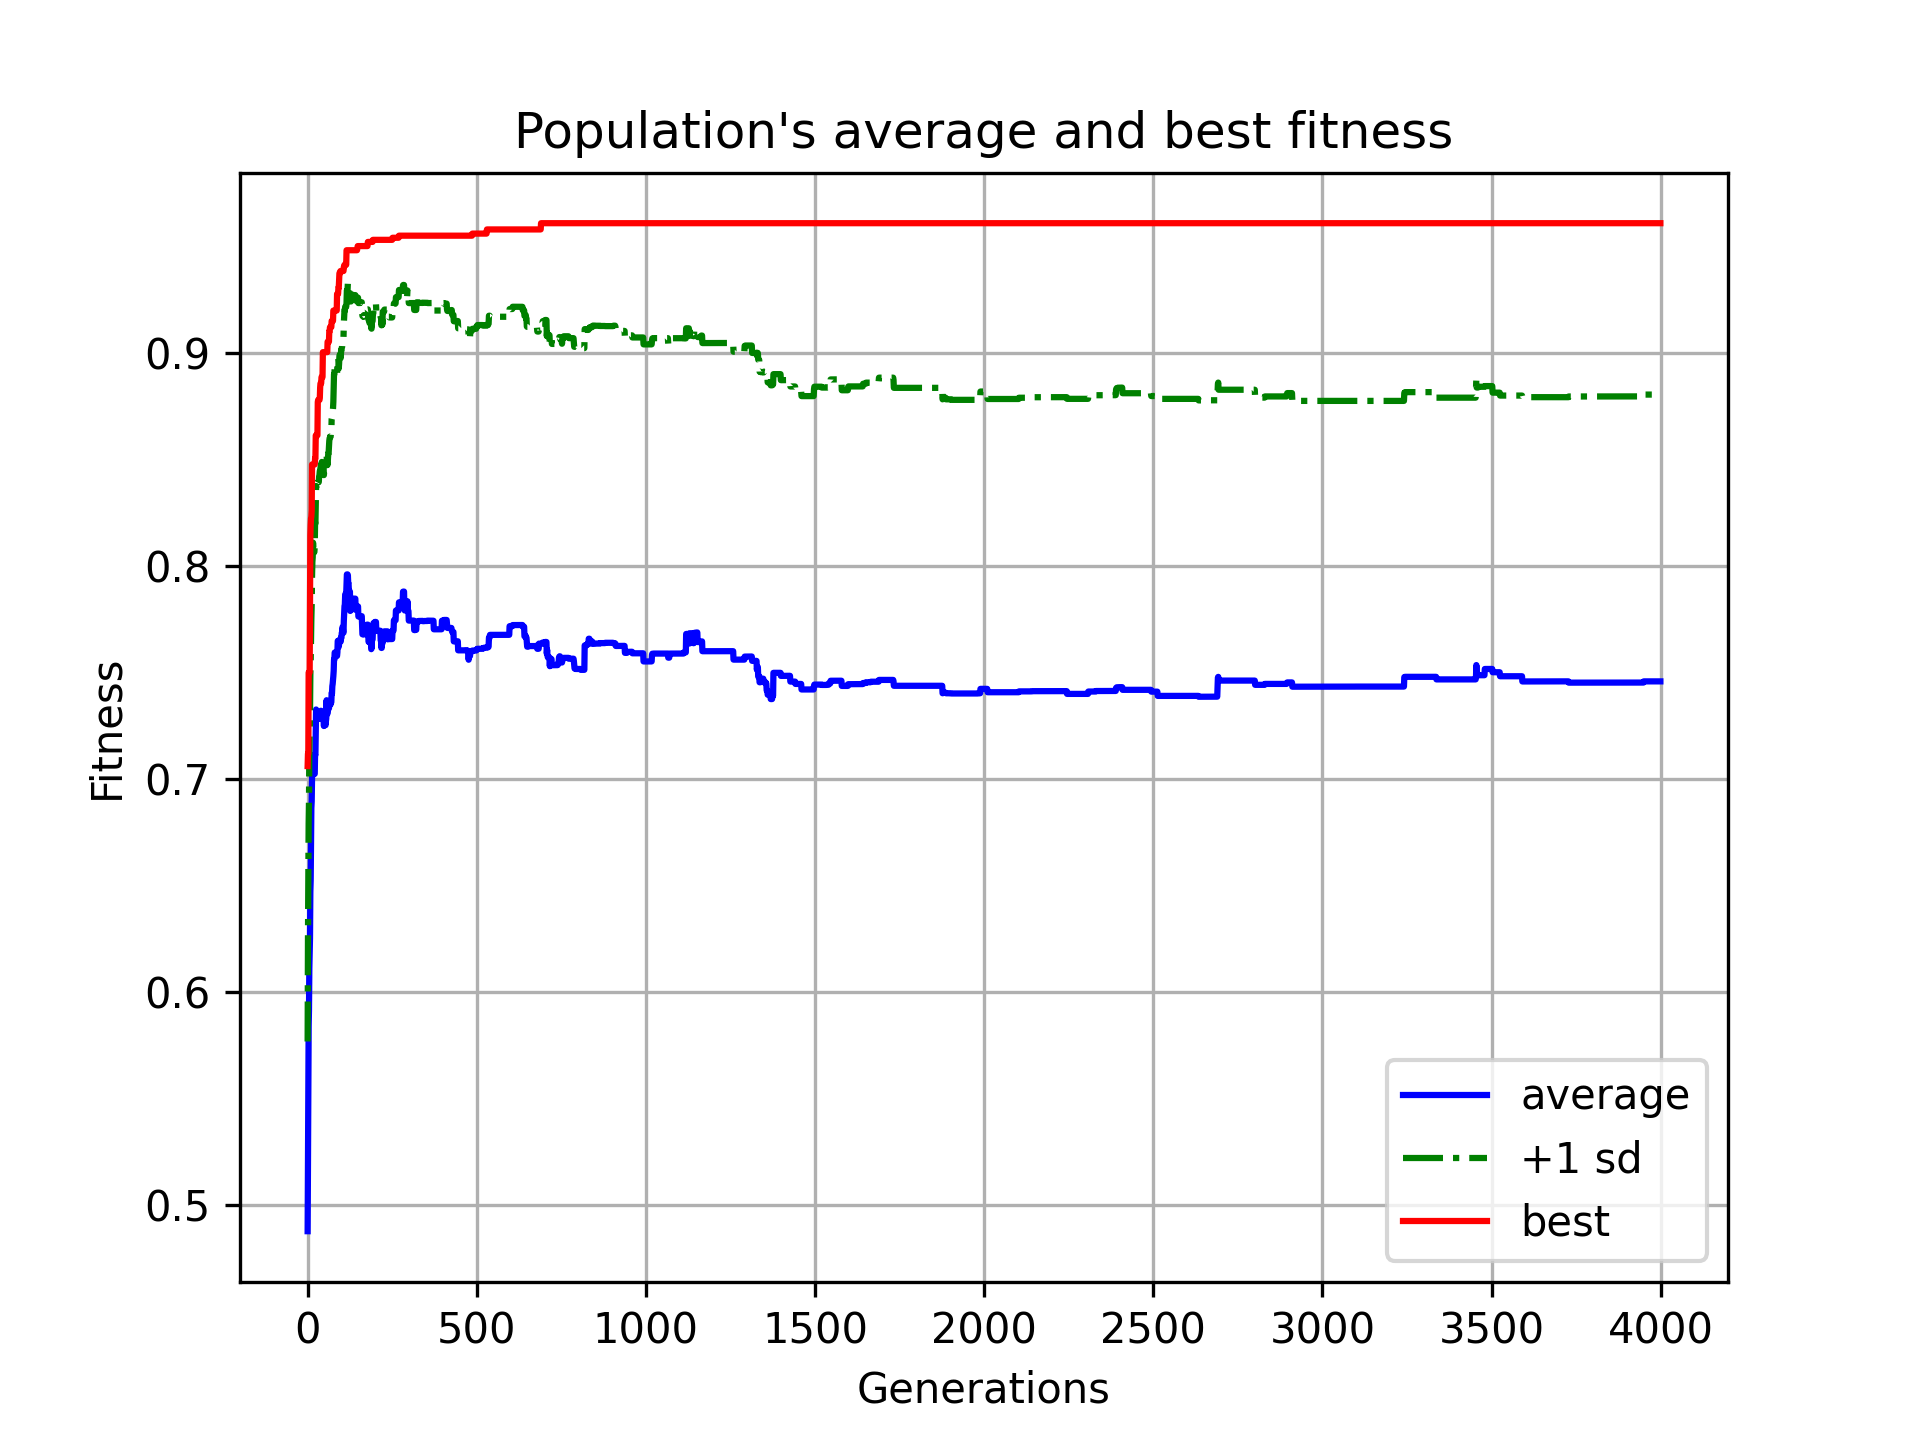 Population's average and best fitness
Fitness
0.9
0.8
0.7
0.6
0.5
average
+1 sd
best
0 500 1000 1500 2000 2500 3000 3500 4000
Generations